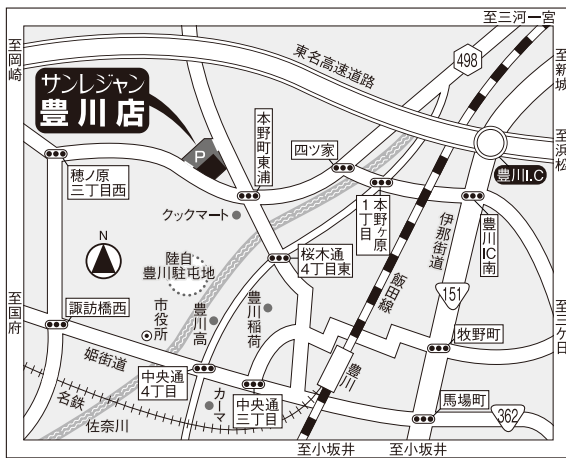 至三河一宮
至岡崎
東名高速道路
498
至新城
サンレジャン
豊川店
P
本野町東浦
四ツ家
至浜松
豊川I.C
穂ノ原
三丁目西
クックマート
本野ケ原
1丁目
伊那街道
豊川IC南
N
陸自
豊川駐屯地
桜木通
4丁目東
飯田線
151
至国府
諏訪橋西
市役所
豊川高
豊川稲荷
至三ケ日
牧野町
姫街道
豊川
中央通
4丁目
カーマ
中央通
三丁目
馬場町
362
名鉄
佐奈川
至小坂井
至小坂井